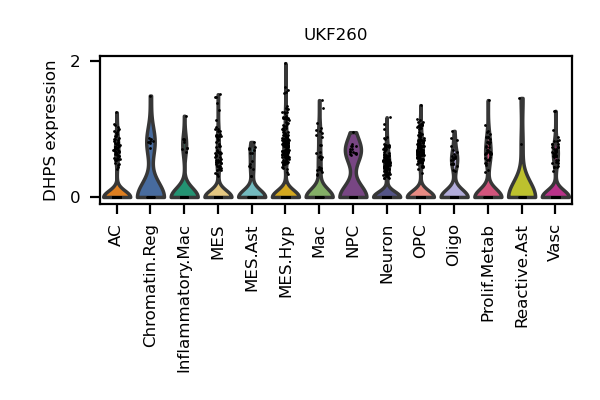 UKF260
DHPS expression
2
0
AC
Chromatin.Reg
Inflammatory.Mac
MES
MES.Ast
MES.Hyp
Mac
NPC
Neuron
OPC
Oligo
Prolif.Metab
Reactive.Ast
Vasc